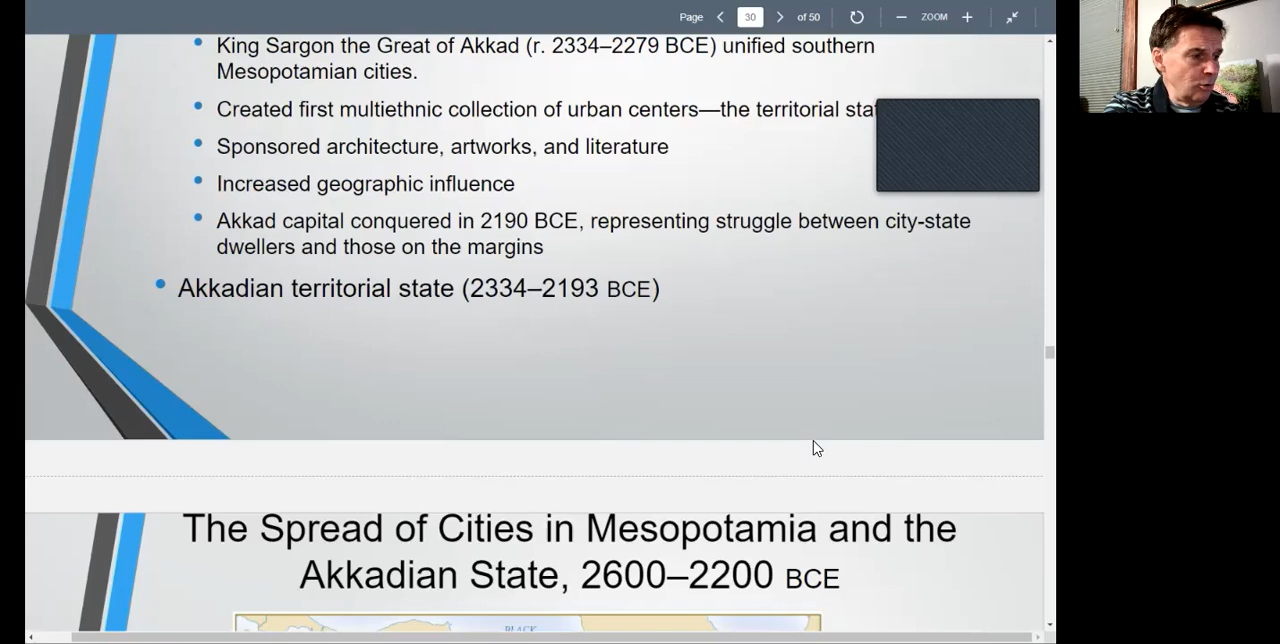 Page
30
of 50
ZOOM
King Sargon the Great of Akkad (r. 2334–2279 BCE) unified southern
Mesopotamian cities.
Created first multiethnic collection of urban centers—the territorial
Sponsored architecture, artworks, and literature
Increased geographic influence
Akkad capital conquered in 2190 BCE, representing struggle between city-state
dwellers and those on the margins
Akkadian territorial state (2334–2193 BCE)
The Spread of Cities in Mesopotamia and the
Akkadian State, 2600–2200 BCE
BLACK